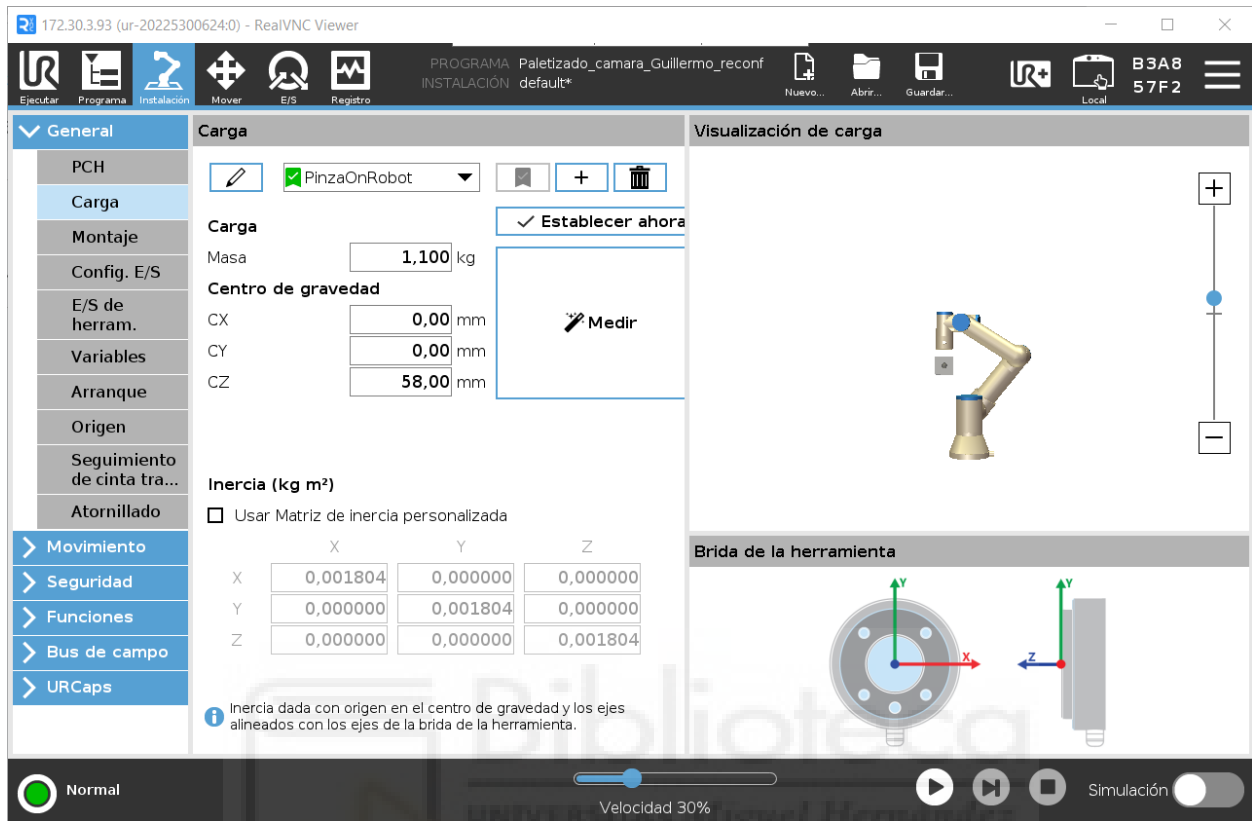 172.30.3.93 (ur-20225300624:0) - RealVNC Viewer
UR
Ejecutar
Programa
Instalación
Mover
E/S
Registro
PROGRAMA Paletizado_camara_Guillermo_reconf
INSTALACIÓN default*
Nuevo...
Abrir...
Guardar...
UR+
Local
B3A8
57F2
General
PCH
Carga
Montaje
Config. E/S
E/S de
herram.
Variables
Arranque
Origen
Seguimiento
de cinta tra...
Atornillado
Movimiento
Seguridad
Funciones
Bus de campo
URCaps
Carga
PinzaOnRobot
+
Carga
Establecer ahora
Masa 1,100 kg
Centro de gravedad
CX 0,00 mm
CY 0,00 mm
CZ 58,00 mm
Medir
Inercia (kg m²)
Usar Matriz de inercia personalizada
X Y Z
X 0,001804 0,000000 0,000000
Y 0,000000 0,001804 0,000000
Z 0,000000 0,000000 0,001804
Inercia dada con origen en el centro de gravedad y los ejes
alineados con los ejes de la brida de la herramienta.
Visualización de carga
+
−
Brida de la herramienta
Y
X
Y
Z
Biblioteca
UNIVERSITAS Miguel Hernández
Normal
Velocidad 30%
Simulación